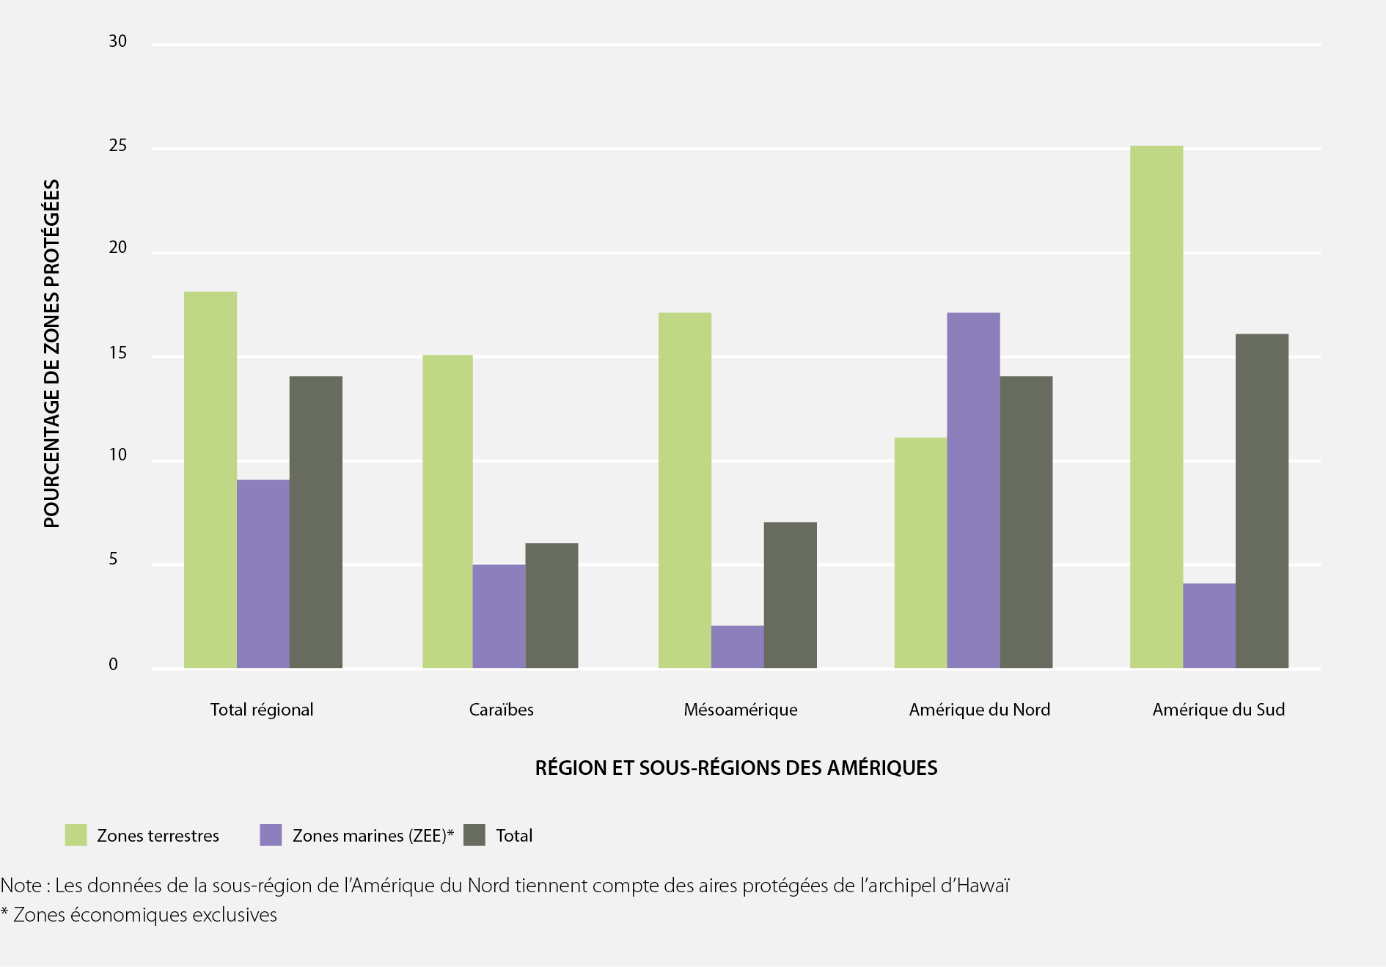 30
25
20
15
10
5
0
POURCENTAGE DE ZONES PROTÉGÉES
Total régional
Caraïbes
Mésoamérique
Amérique du Nord
Amérique du Sud
RÉGION ET SOUS-RÉGIONS DES AMÉRIQUES
Zones terrestres
Zones marines (ZEE)*
Total
Note : Les données de la sous-région de l'Amérique du Nord tiennent compte des aires protégées de l'archipel d'Hawaï
* Zones économiques exclusives